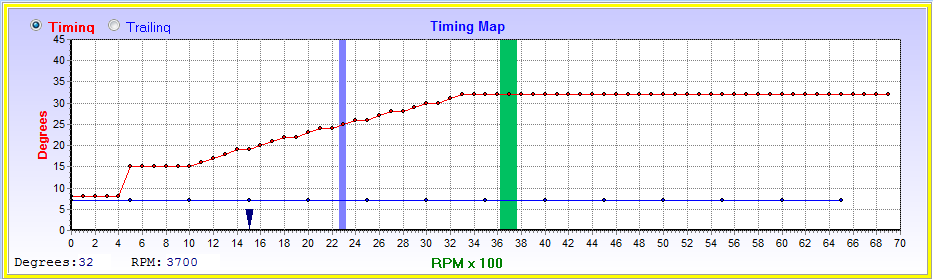 Timing Trailing
Timing Map
45
40
35
30
25
20
15
10
5
0
Degrees
0 2 4 6 8 10 12 14 16 18 20 22 24 26 28 30 32 34 36 38 40 42 44 46 48 50 52 54 56 58 60 62 64 66 68 70
Degrees:32 RPM: 3700
RPM x 100